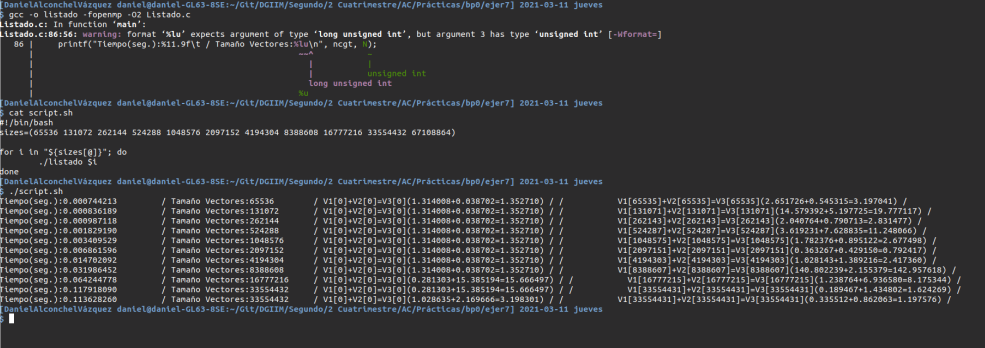 [DanielAlconchelVázquez daniel@daniel-GL63-8SE:~/Git/DGIIM/Segundo/2 Cuatrimestre/AC/Prácticas/bp0/ejer7] 2021-03-11 jueves
$ gcc -o listado -fopenmp -O2 Listado.c
Listado.c: In function ‘main’:
Listado.c:86:56: warning: format ‘%lu’ expects argument of type ‘long unsigned int’, but argument 3 has type ‘unsigned int’ [-Wformat=]
86 | printf("Tiempo(seg.):%11.9f\t / Tamaño Vectores:%lu\n", ncgt, N);
| ~~^ ~
| | |
| | unsigned int
| long unsigned int
| %u
[DanielAlconchelVázquez daniel@daniel-GL63-8SE:~/Git/DGIIM/Segundo/2 Cuatrimestre/AC/Prácticas/bp0/ejer7] 2021-03-11 jueves
$ cat script.sh
#!/bin/bash
sizes=(65536 131072 262144 524288 1048576 2097152 4194304 8388608 16777216 33554432 67108864)
for i in "${sizes[@]}"; do
./listado $i
done
[DanielAlconchelVázquez daniel@daniel-GL63-8SE:~/Git/DGIIM/Segundo/2 Cuatrimestre/AC/Prácticas/bp0/ejer7] 2021-03-11 jueves
$ ./script.sh
Tiempo(seg.):0.000744213 / Tamaño Vectores:65536 / V1[0]+V2[0]=V3[0](1.314008+0.038702=1.352710) / / V1[65535]+V2[65535]=V3[65535](2.651726+0.545315=3.197041) /
Tiempo(seg.):0.000836189 / Tamaño Vectores:131072 / V1[0]+V2[0]=V3[0](1.314008+0.038702=1.352710) / / V1[131071]+V2[131071]=V3[131071](14.579392+5.197725=19.777117) /
Tiempo(seg.):0.000987118 / Tamaño Vectores:262144 / V1[0]+V2[0]=V3[0](1.314008+0.038702=1.352710) / / V1[262143]+V2[262143]=V3[262143](2.040764+0.790713=2.831477) /
Tiempo(seg.):0.001829190 / Tamaño Vectores:524288 / V1[0]+V2[0]=V3[0](1.314008+0.038702=1.352710) / / V1[524287]+V2[524287]=V3[524287](3.619231+7.628835=11.248066) /
Tiempo(seg.):0.003409529 / Tamaño Vectores:1048576 / V1[0]+V2[0]=V3[0](1.314008+0.038702=1.352710) / / V1[1048575]+V2[1048575]=V3[1048575](1.782376+0.895122=2.677498) /
Tiempo(seg.):0.006861596 / Tamaño Vectores:2097152 / V1[0]+V2[0]=V3[0](1.314008+0.038702=1.352710) / / V1[2097151]+V2[2097151]=V3[2097151](0.363267+0.429150=0.792417) /
Tiempo(seg.):0.014702092 / Tamaño Vectores:4194304 / V1[0]+V2[0]=V3[0](1.314008+0.038702=1.352710) / / V1[4194303]+V2[4194303]=V3[4194303](1.028143+1.389216=2.417360) /
Tiempo(seg.):0.031986452 / Tamaño Vectores:8388608 / V1[0]+V2[0]=V3[0](1.314008+0.038702=1.352710) / / V1[8388607]+V2[8388607]=V3[8388607](140.802239+2.155379=142.957618) /
Tiempo(seg.):0.064244778 / Tamaño Vectores:16777216 / V1[0]+V2[0]=V3[0](0.281303+15.385194=15.666497) / / V1[16777215]+V2[16777215]=V3[16777215](1.238764+6.936580=8.175344) /
Tiempo(seg.):0.117918090 / Tamaño Vectores:33554432 / V1[0]+V2[0]=V3[0](0.281303+15.385194=15.666497) / / V1[33554431]+V2[33554431]=V3[33554431](0.189467+1.434802=1.624269) /
Tiempo(seg.):0.113628260 / Tamaño Vectores:33554432 / V1[0]+V2[0]=V3[0](1.028635+2.169666=3.198301) / / V1[33554431]+V2[33554431]=V3[33554431](0.335512+0.862063=1.197576) /
[DanielAlconchelVázquez daniel@daniel-GL63-8SE:~/Git/DGIIM/Segundo/2 Cuatrimestre/AC/Prácticas/bp0/ejer7] 2021-03-11 jueves
$